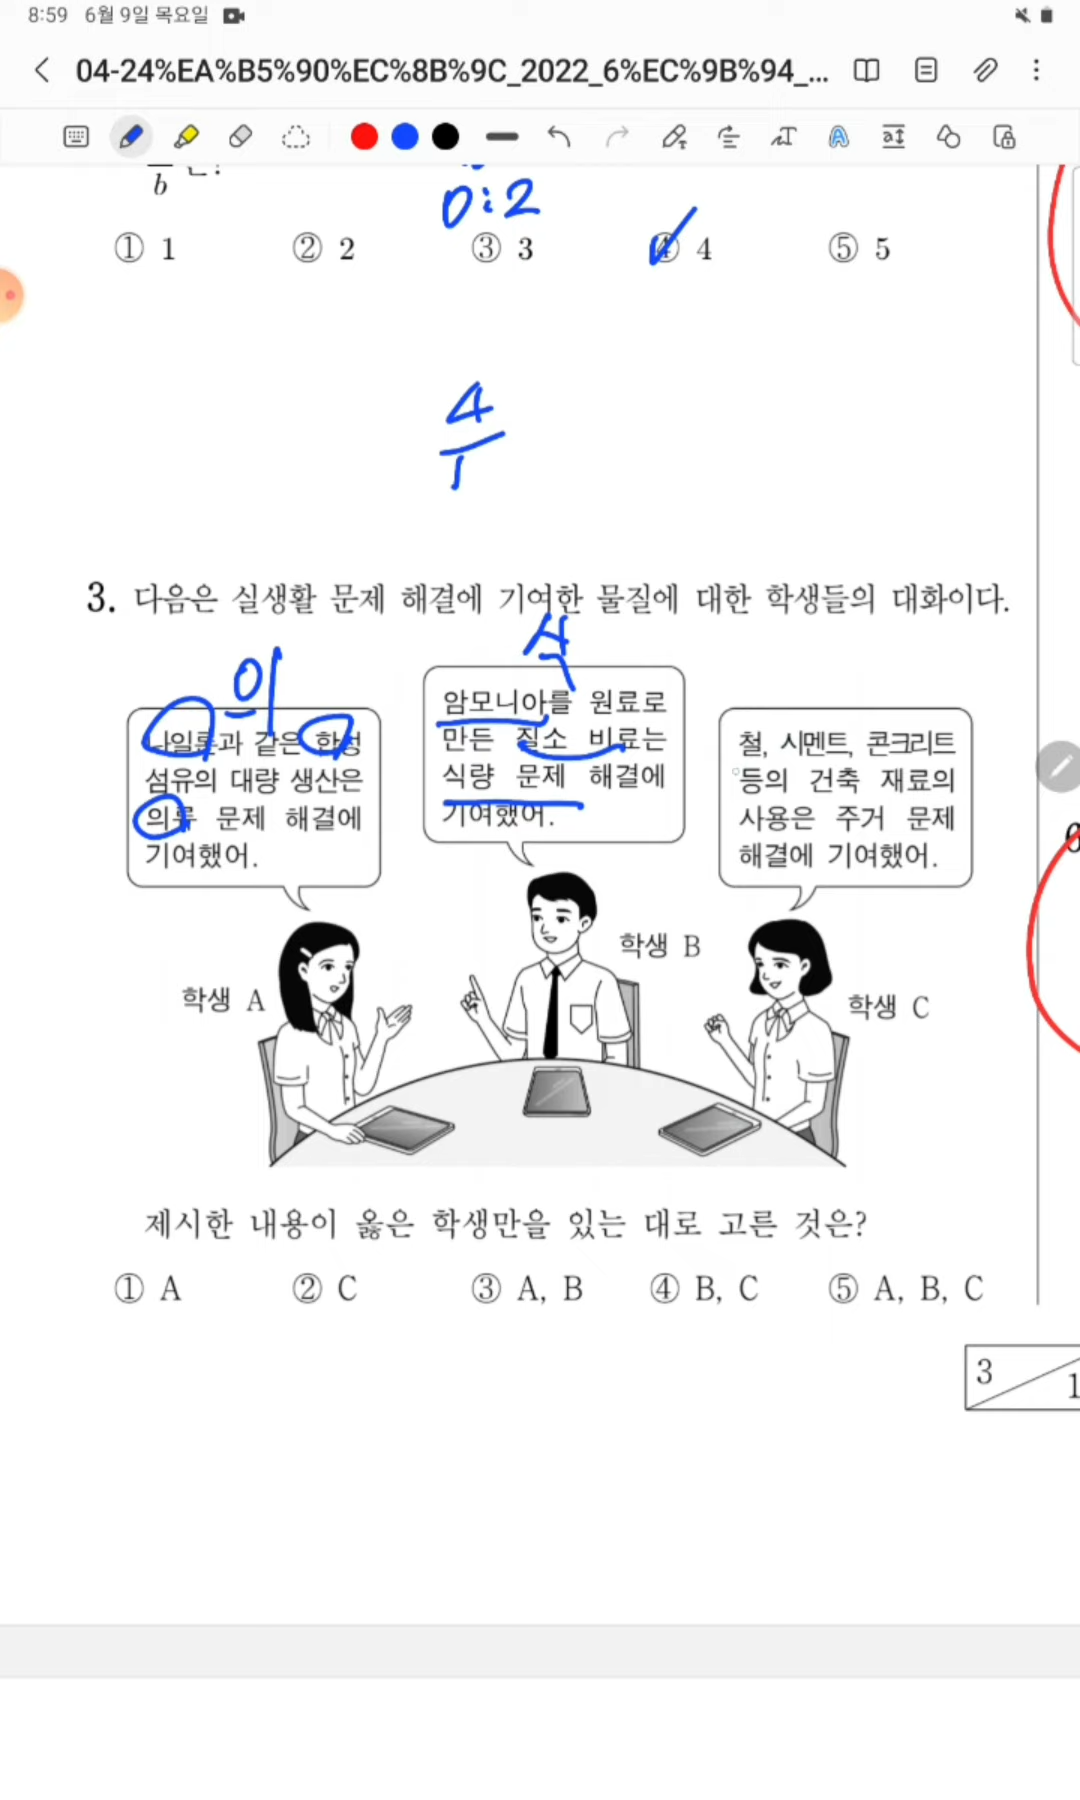 8:59 6월 9일 목요일
04-24%EA%B5%90%EC%8B%9C_2022_6%EC%9B%94_...
b
0:2
① 1 ② 2 ③ 3 ④ 4 ⑤ 5
4
1
3. 다음은 실생활 문제 해결에 기여한 물질에 대한 학생들의 대화이다.
의
나일론과 같은 합성
섬유의 대량 생산은
의류 문제 해결에
기여했어.
식
암모니아를 원료로
만든 질소 비료는
식량 문제 해결에
기여했어.
철, 시멘트, 콘크리트
등의 건축 재료의
사용은 주거 문제
해결에 기여했어.
학생 A
학생 B
학생 C
제시한 내용이 옳은 학생만을 있는 대로 고른 것은?
① A ② C ③ A, B ④ B, C ⑤ A, B, C
3
1